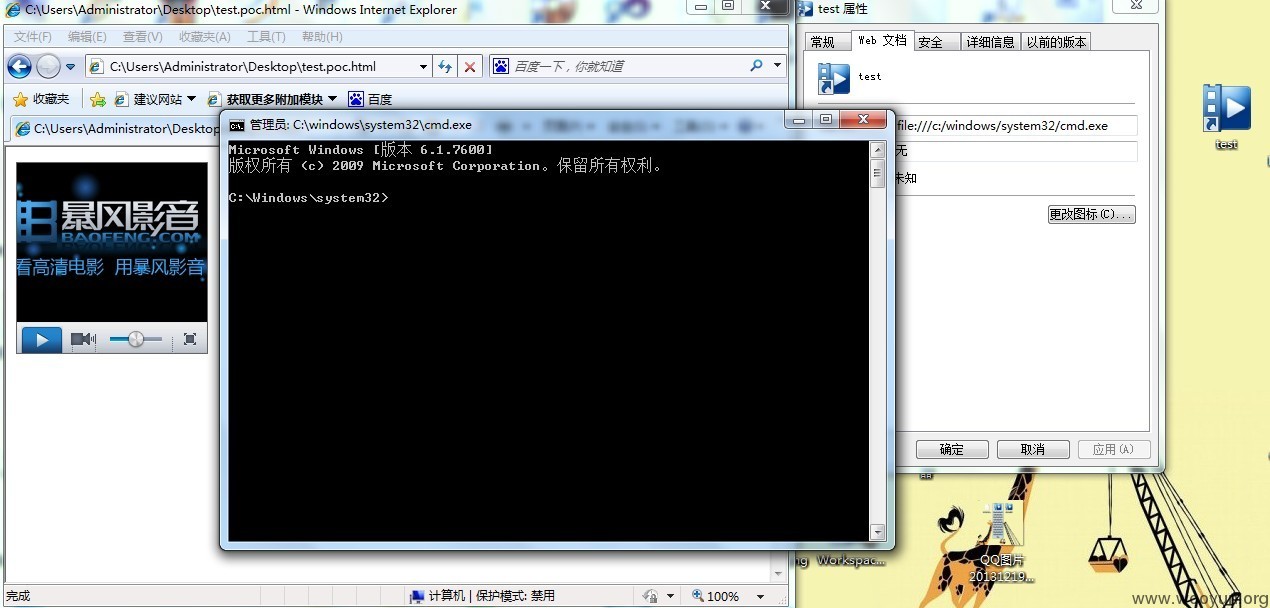 C:\Users\Administrator\Desktop\test.poc.html - Windows Internet Explorer
文件(F) 编辑(E) 查看(V) 收藏夹(A) 工具(T) 帮助(H)
C:\Users\Administrator\Desktop\test.poc.html
百度一下，你就知道
收藏夹 建议网站 获取更多附加模块 百度
C:\Users\Administrator\Desktop
暴风影音
BAOFENG.COM
看高清电影 用暴风影音
完成
计算机 | 保护模式: 禁用
100%
管理员: C:\windows\system32\cmd.exe
Microsoft Windows [版本 6.1.7600]
版权所有 (c) 2009 Microsoft Corporation。保留所有权利。
C:\Windows\system32>
test 属性
常规 Web 文档 安全 详细信息 以前的版本
test
file:///c:/windows/system32/cmd.exe
无
未知
更改图标(C)...
确定 取消 应用(A)
test
Workspac...
QQ图片
20131219...
www.wooyun.org